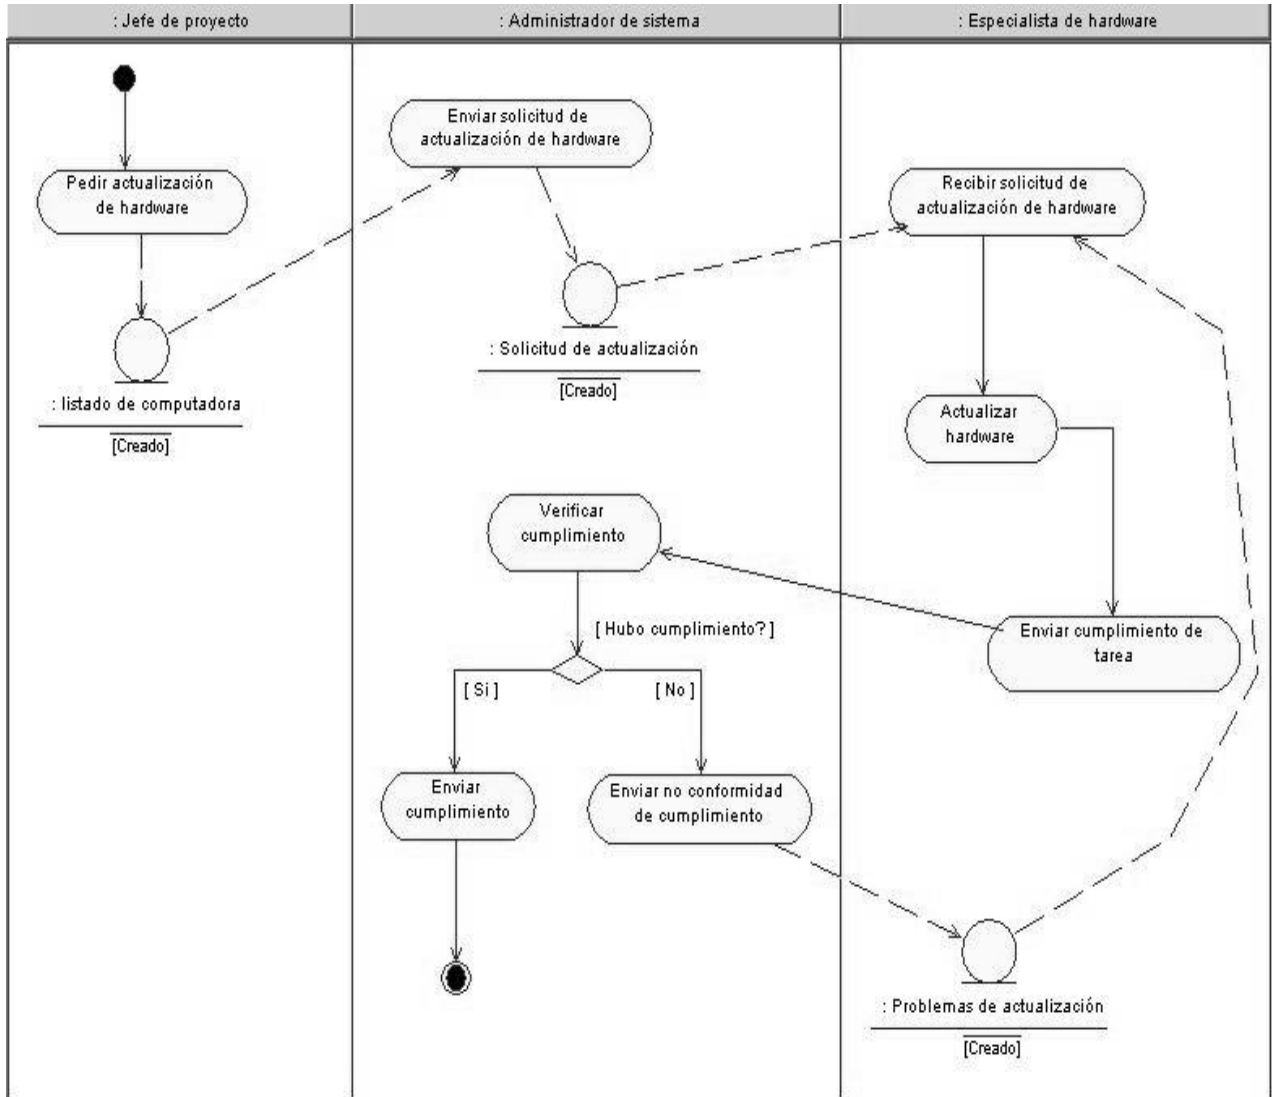 : Jefe de proyecto
: Administrador de sistema
: Especialista de hardware
Pedir actualización
de hardware
: listado de computadora
[Creado]
Enviar solicitud de
actualización de hardware
: Solicitud de actualización
[Creado]
Recibir solicitud de
actualización de hardware
Actualizar
hardware
Enviar cumplimiento de
tarea
Verificar
cumplimiento
[ Hubo cumplimiento? ]
[ Si ]
[ No ]
Enviar
cumplimiento
Enviar no conformidad
de cumplimiento
: Problemas de actualización
[Creado]